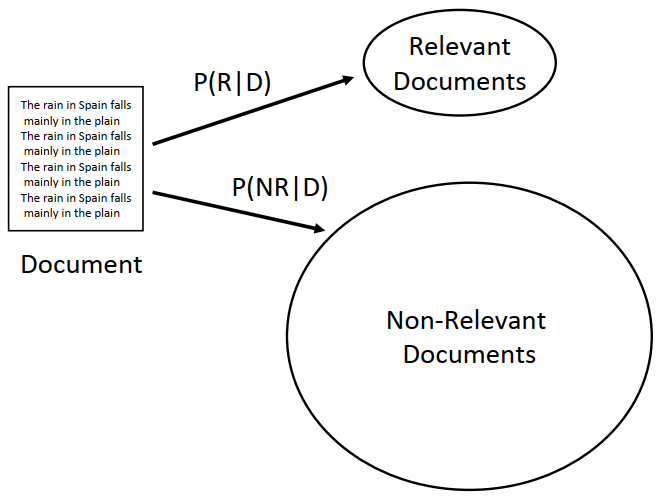 Relevant
Documents
P(R|D)
The rain in Spain falls
mainly in the plain
The rain in Spain falls
mainly in the plain
The rain in Spain falls
mainly in the plain
The rain in Spain falls
mainly in the plain
P(NR|D)
Document
Non-Relevant
Documents